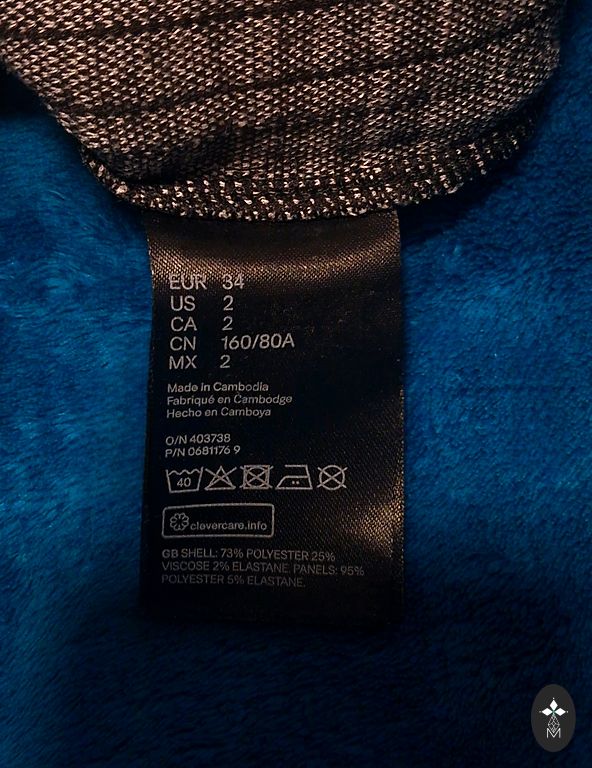 EUR 34
US 2
CA 2
CN 160/80A
MX 2
Made in Cambodia
Fabriqué en Cambodge
Hecho en Camboya
O/N 403738
P/N 0681176 9
40
clevercare.info
GB SHELL: 73% POLYESTER 25%
VISCOSE 2% ELASTANE. PANELS: 95%
POLYESTER 5% ELASTANE.
M